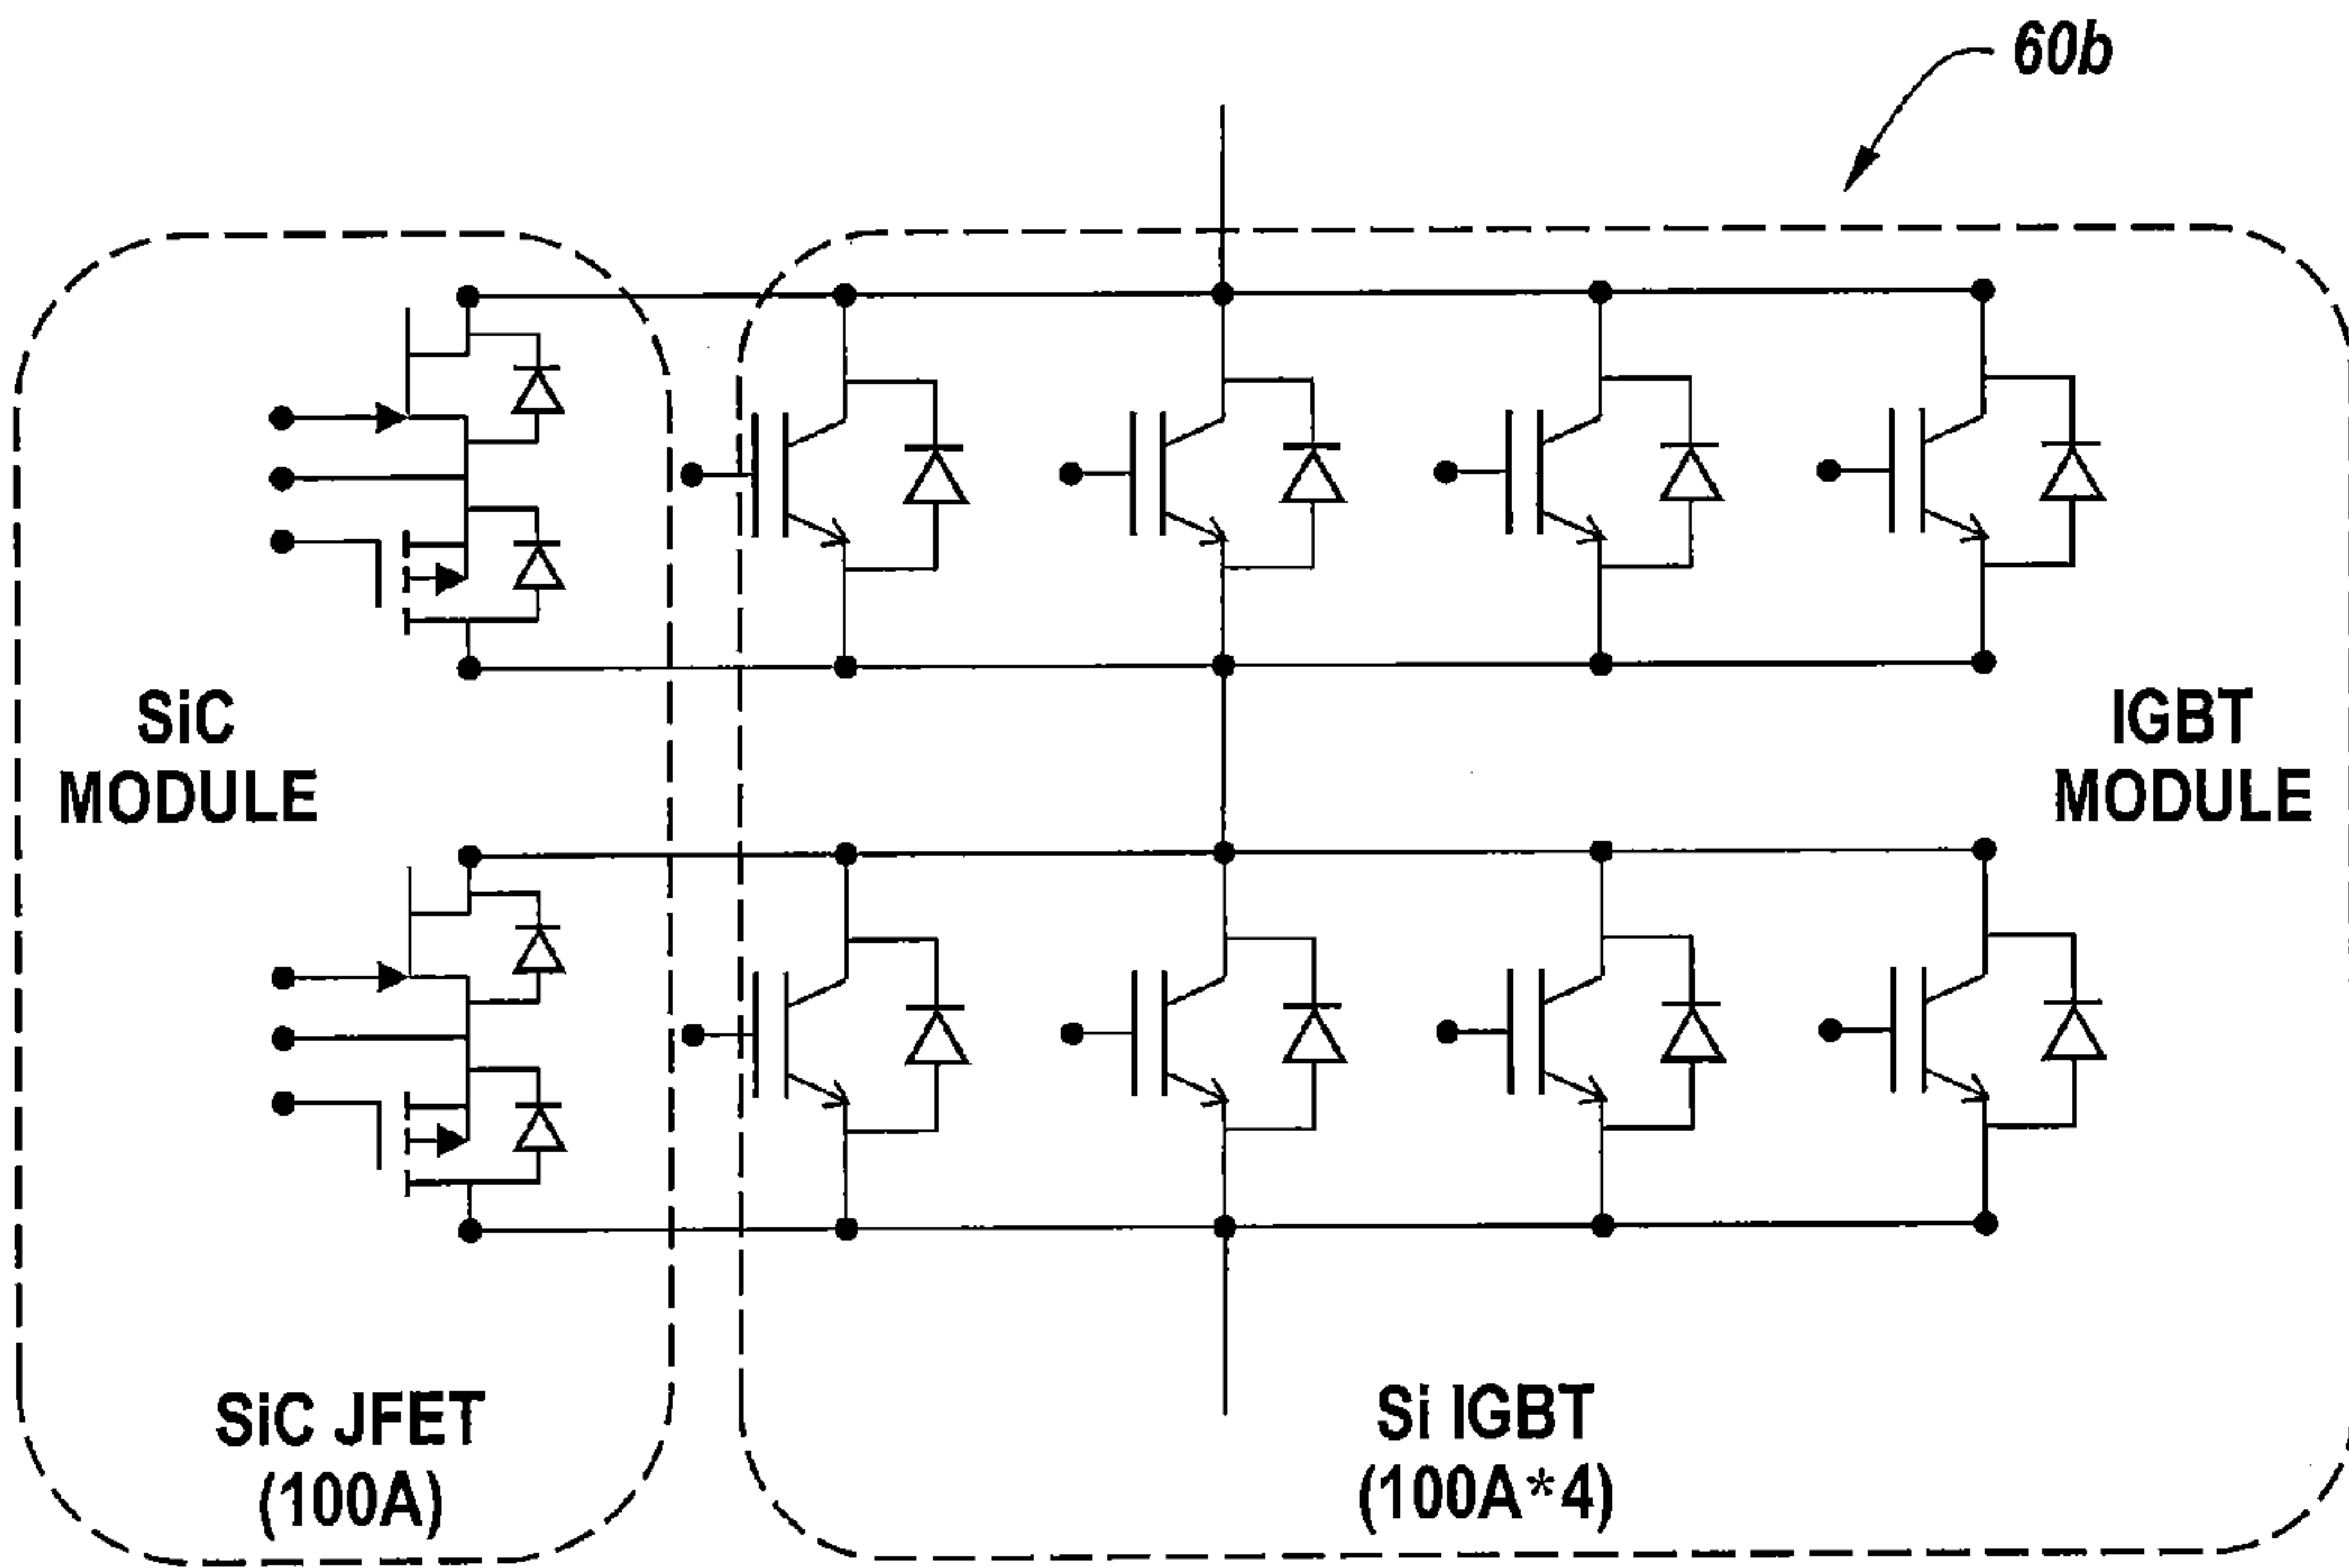 60b
SiC
MODULE
IGBT
MODULE
SiC JFET
(100A)
Si IGBT
(100A*4)